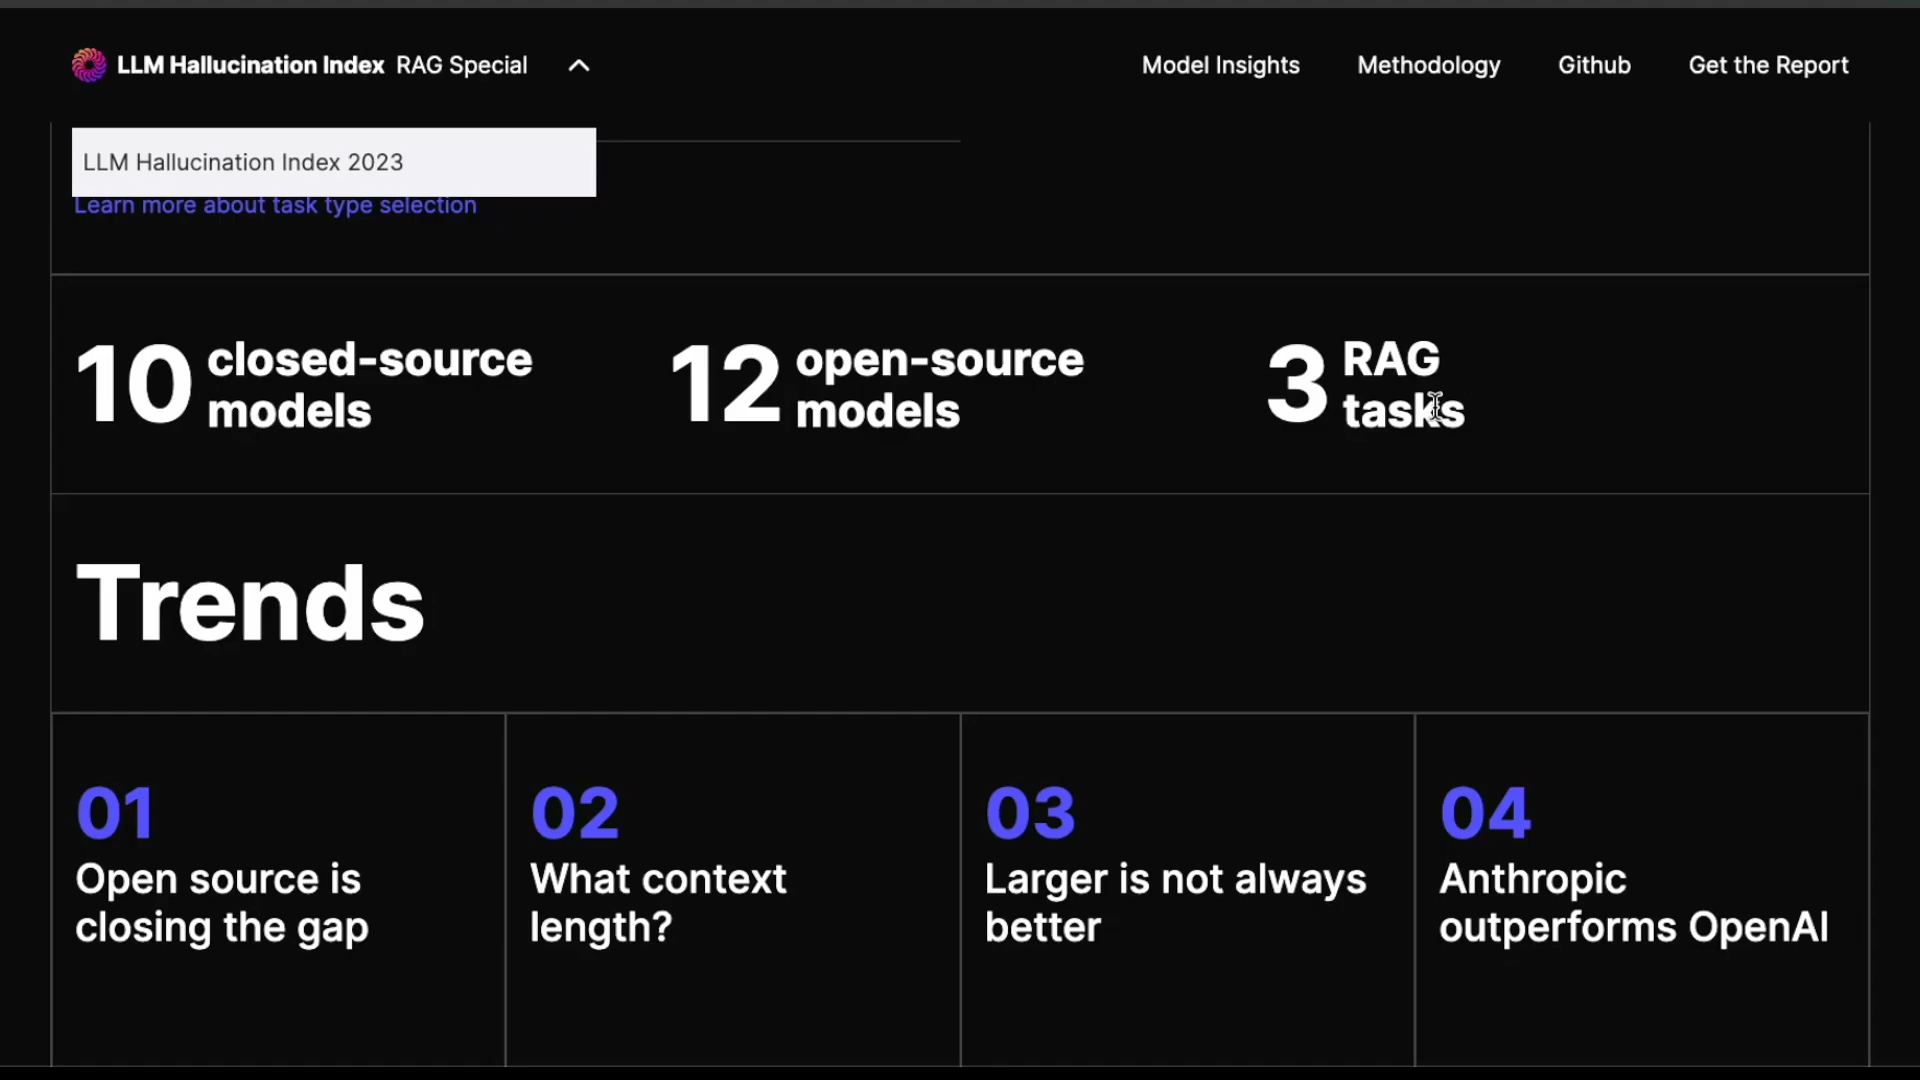 LLM Hallucination Index RAG Special
Model Insights
Methodology
Github
Get the Report
LLM Hallucination Index 2023
Learn more about task type selection
10 closed-source
models
12 open-source
models
3 RAG
tasks
Trends
01
Open source is
closing the gap
02
What context
length?
03
Larger is not always
better
04
Anthropic
outperforms OpenAI